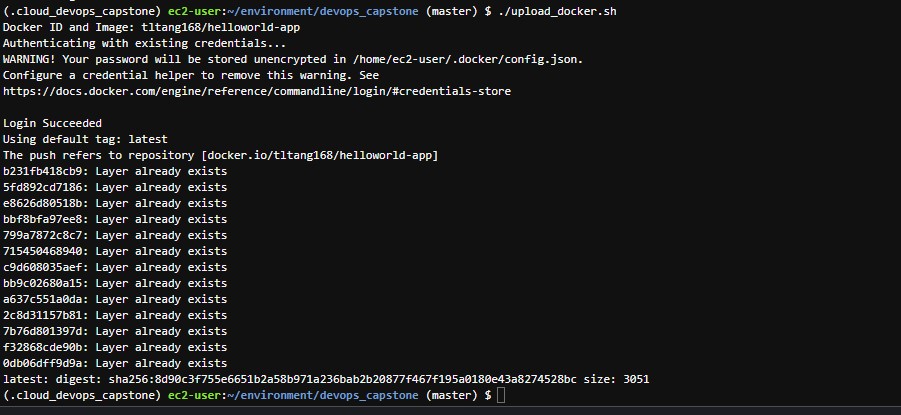 (.cloud_devops_capstone) ec2-user:~/environment/devops_capstone (master) $ ./upload_docker.sh
Docker ID and Image: tltang168/helloworld-app
Authenticating with existing credentials...
WARNING! Your password will be stored unencrypted in /home/ec2-user/.docker/config.json.
Configure a credential helper to remove this warning. See
https://docs.docker.com/engine/reference/commandline/login/#credentials-store

Login Succeeded
Using default tag: latest
The push refers to repository [docker.io/tltang168/helloworld-app]
b231fb418cb9: Layer already exists
5fd892cd7186: Layer already exists
e8626d80518b: Layer already exists
bbf8bfa97ee8: Layer already exists
799a7872c8c7: Layer already exists
715450468940: Layer already exists
c9d608035aef: Layer already exists
bb9c02680a15: Layer already exists
a637c551a0da: Layer already exists
2c8d31157b81: Layer already exists
7b76d801397d: Layer already exists
f32868cde90b: Layer already exists
0db06dff9d9a: Layer already exists
latest: digest: sha256:8d90c3f755e6651b2a58b971a236bab2b20877f467f195a0180e43a8274528bc size: 3051
(.cloud_devops_capstone) ec2-user:~/environment/devops_capstone (master) $